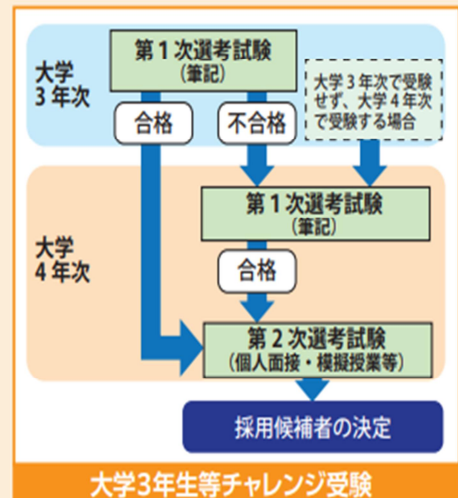 大学
3年次
第1次選考試験
(筆記)
大学3年次で受験
せず、大学4年次
で受験する場合
合格
不合格
大学
4年次
第1次選考試験
(筆記)
合格
第2次選考試験
(個人面接・模擬授業等)
採用候補者の決定
大学3年生等チャレンジ受験